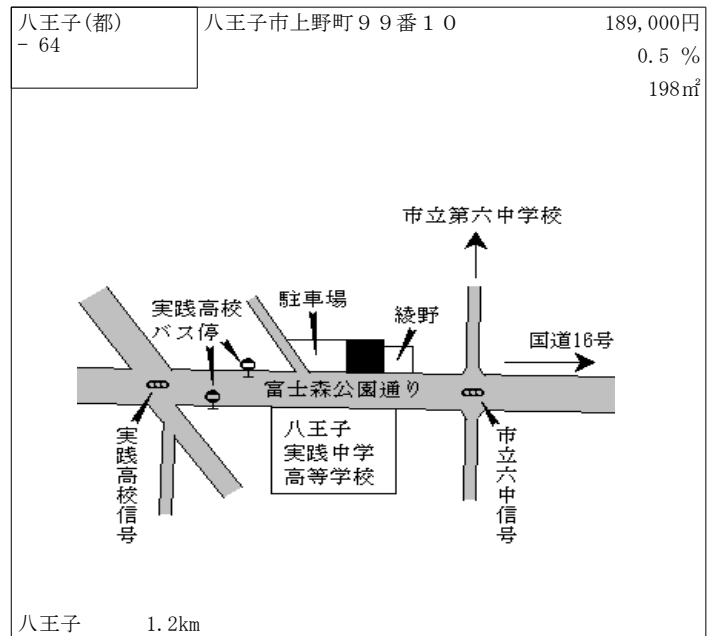 八王子(都)
- 64
八王子市上野町９９番１０
189,000円
0.5 %
198㎡
市立第六中学校
実践高校
バス停
駐車場
綾野
国道16号
富士森公園通り
八王子
実践中学
高等学校
実践高校信号
市立六中信号
八王子 1.2km